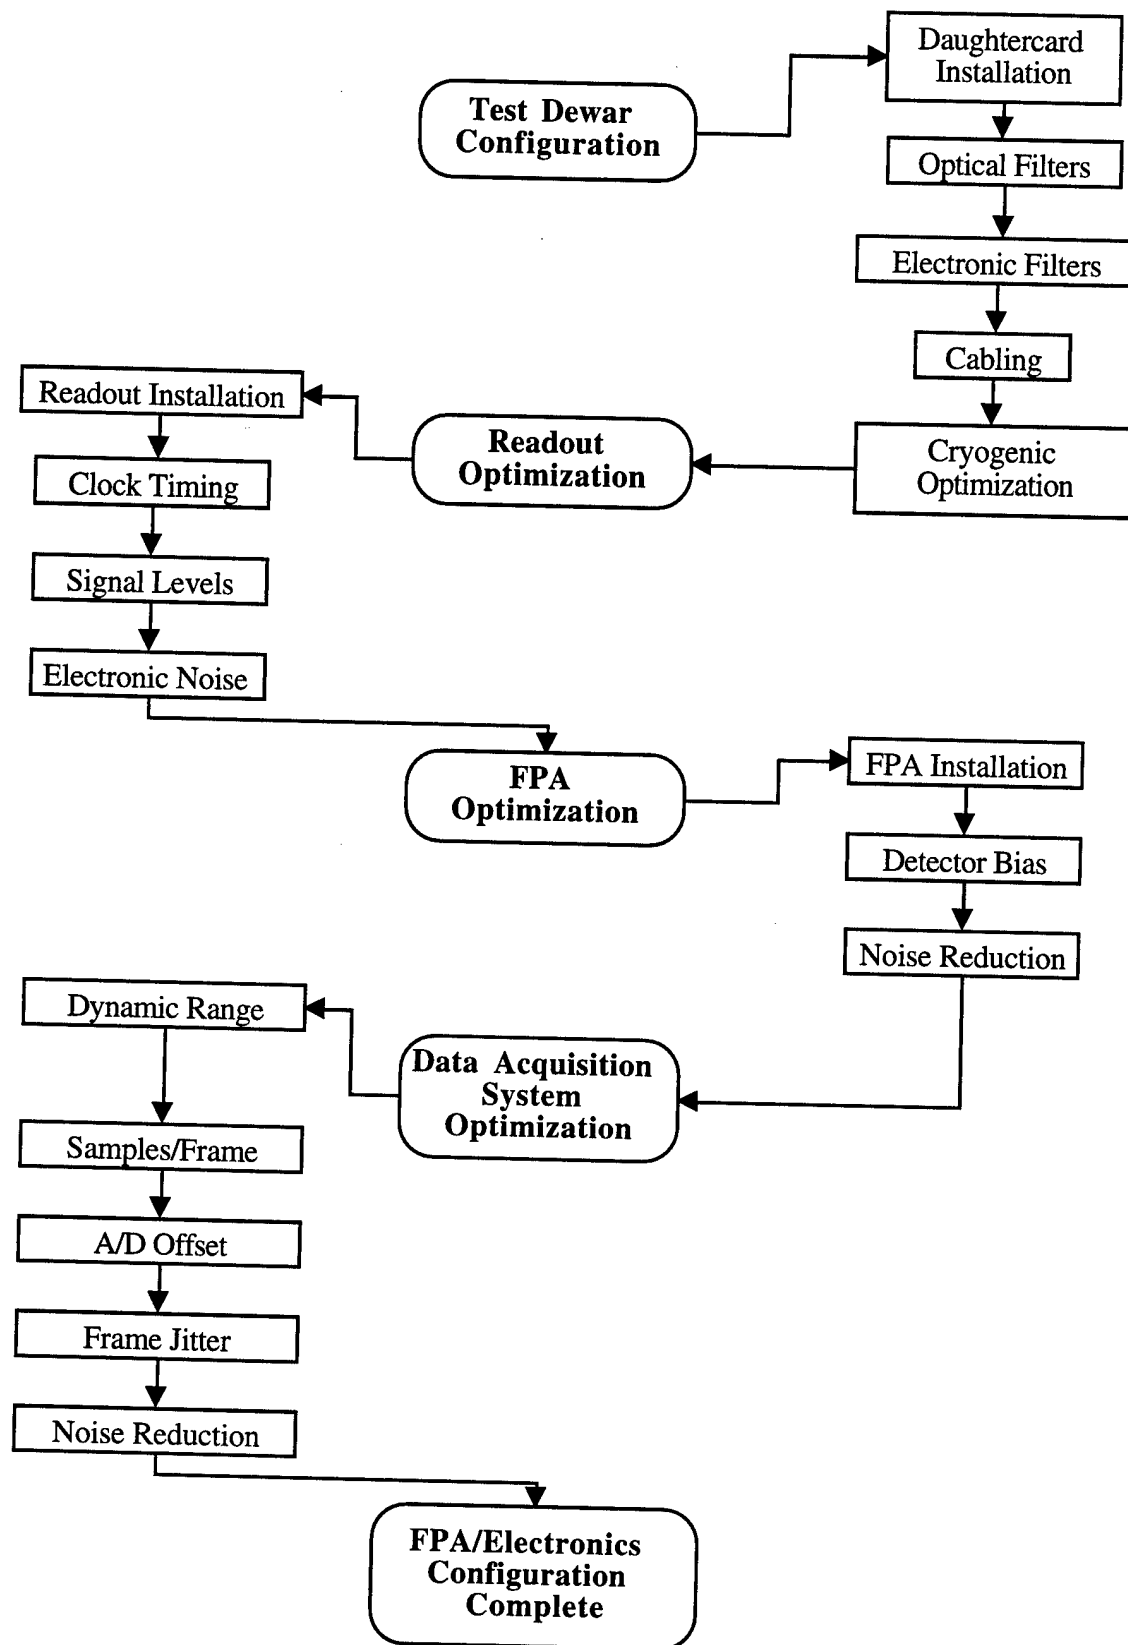 Test Dewar
Configuration
Daughtercard
Installation
Optical Filters
Electronic Filters
Cabling
Cryogenic
Optimization
Readout
Optimization
Readout Installation
Clock Timing
Signal Levels
Electronic Noise
FPA
Optimization
FPA Installation
Detector Bias
Noise Reduction
Data Acquisition
System
Optimization
Dynamic Range
Samples/Frame
A/D Offset
Frame Jitter
Noise Reduction
FPA/Electronics
Configuration
Complete